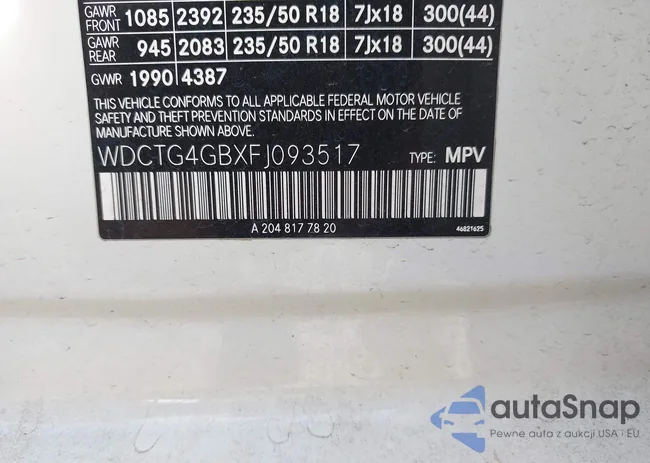 GAWR FRONT 1085 2392 235/50 R18 7Jx18 300(44)
GAWR REAR 945 2083 235/50 R18 7Jx18 300(44)
GVWR 1990 4387
THIS VEHICLE CONFORMS TO ALL APPLICABLE FEDERAL MOTOR VEHICLE
SAFETY AND THEFT PREVENTION STANDARDS IN EFFECT ON THE DATE OF
MANUFACTURE SHOWN ABOVE.
WDCTG4GBXFJ093517 TYPE: MPV
A 204 817 78 20 46821625
autoSnap
Pewne auta z aukcji USA i EU